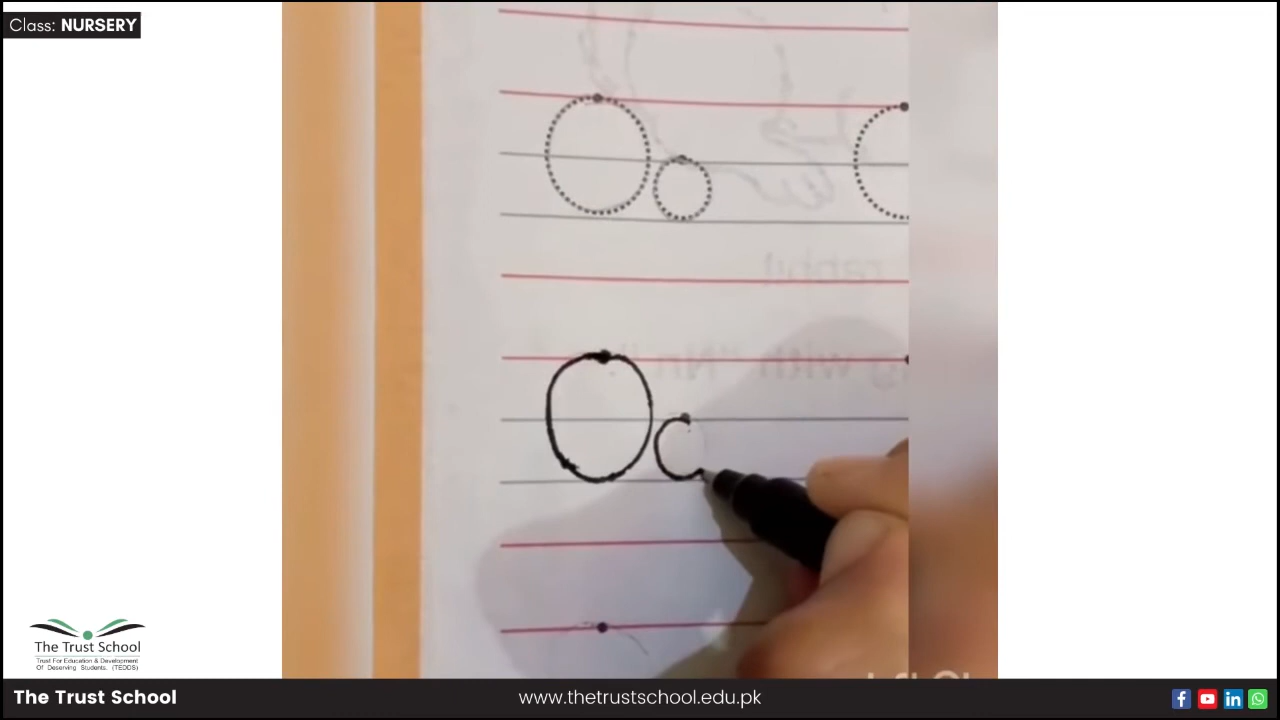 Class: NURSERY
Oo
O
The Trust School
Trust For Education & Development
Of Deserving Students. (TEDDS)
The Trust School www.thetrustschool.edu.pk